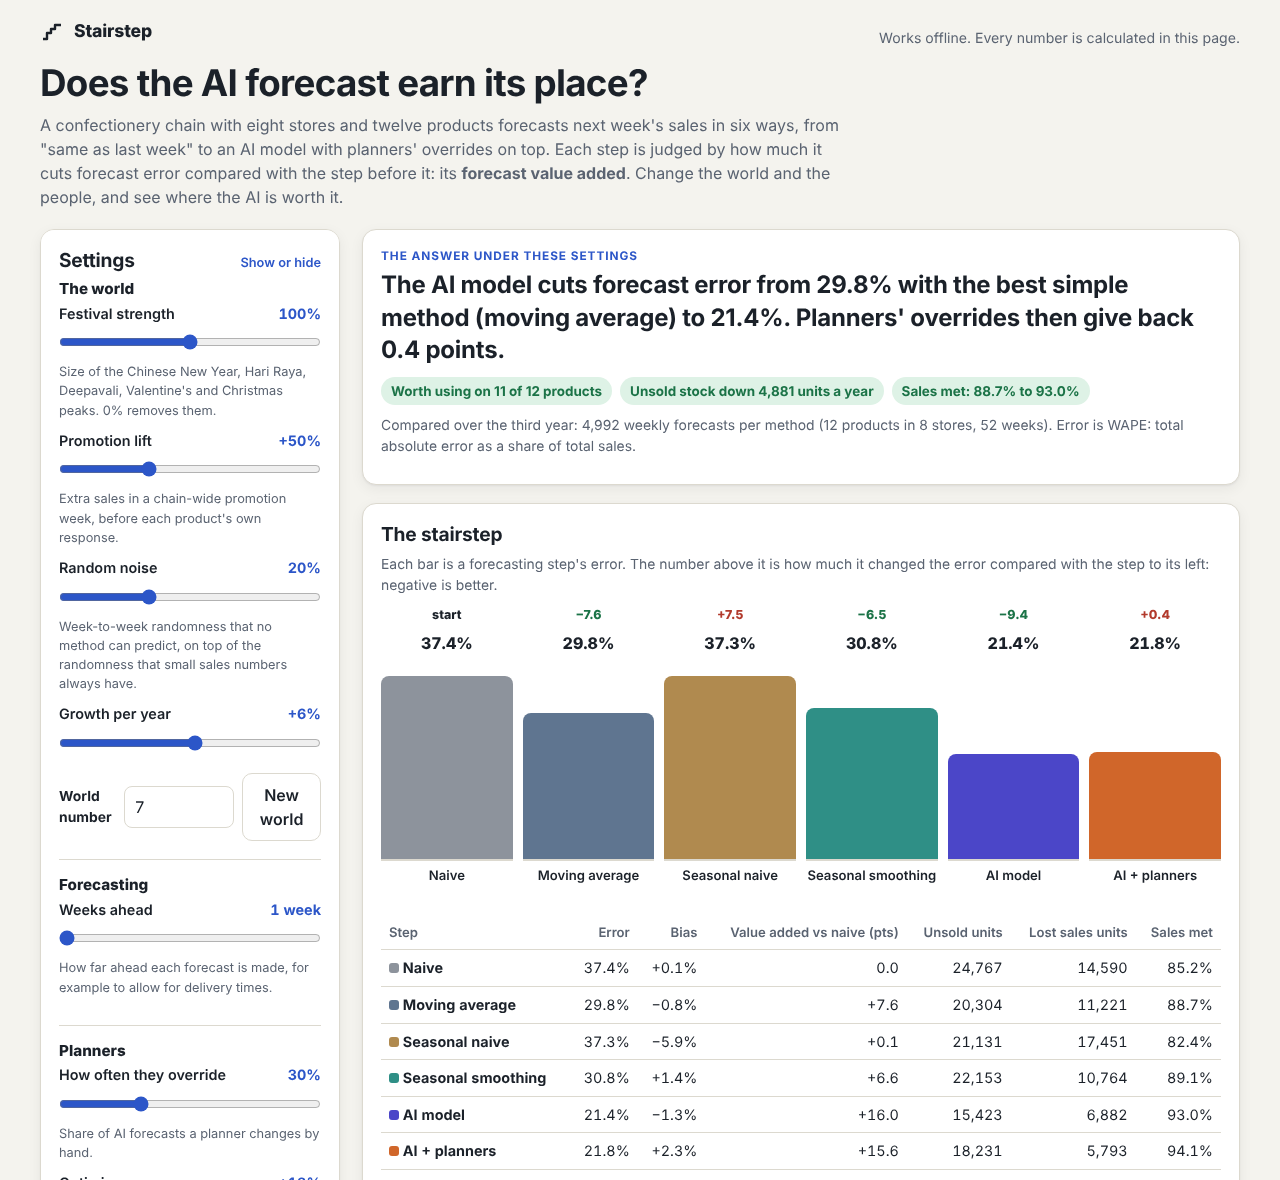 Stairstep
Works offline. Every number is calculated in this page.
Does the AI forecast earn its place?
A confectionery chain with eight stores and twelve products forecasts next week's sales in six ways, from
"same as last week" to an AI model with planners' overrides on top. Each step is judged by how much it
cuts forecast error compared with the step before it: its forecast value added. Change the world and the
people, and see where the AI is worth it.
Settings
Show or hide
The world
Festival strength 100%
Size of the Chinese New Year, Hari Raya,
Deepavali, Valentine's and Christmas
peaks. 0% removes them.
Promotion lift +50%
Extra sales in a chain-wide promotion
week, before each product's own
response.
Random noise 20%
Week-to-week randomness that no
method can predict, on top of the
randomness that small sales numbers
always have.
Growth per year +6%
World
number
7
New
world
Forecasting
Weeks ahead 1 week
How far ahead each forecast is made, for
example to allow for delivery times.
Planners
How often they override 30%
Share of AI forecasts a planner changes by
hand.
THE ANSWER UNDER THESE SETTINGS
The AI model cuts forecast error from 29.8% with the best simple
method (moving average) to 21.4%. Planners' overrides then give back
0.4 points.
Worth using on 11 of 12 products
Unsold stock down 4,881 units a year
Sales met: 88.7% to 93.0%
Compared over the third year: 4,992 weekly forecasts per method (12 products in 8 stores, 52 weeks). Error is WAPE: total
absolute error as a share of total sales.
The stairstep
Each bar is a forecasting step's error. The number above it is how much it changed the error compared with the step to its left:
negative is better.
start −7.6 +7.5 −6.5 −9.4 +0.4
37.4% 29.8% 37.3% 30.8% 21.4% 21.8%
Naive Moving average Seasonal naive Seasonal smoothing AI model AI + planners
Step Error Bias Value added vs naive (pts) Unsold units Lost sales units Sales met
Naive 37.4% +0.1% 0.0 24,767 14,590 85.2%
Moving average 29.8% −0.8% +7.6 20,304 11,221 88.7%
Seasonal naive 37.3% −5.9% +0.1 21,131 17,451 82.4%
Seasonal smoothing 30.8% +1.4% +6.6 22,153 10,764 89.1%
AI model 21.4% −1.3% +16.0 15,423 6,882 93.0%
AI + planners 21.8% +2.3% +15.6 18,231 5,793 94.1%